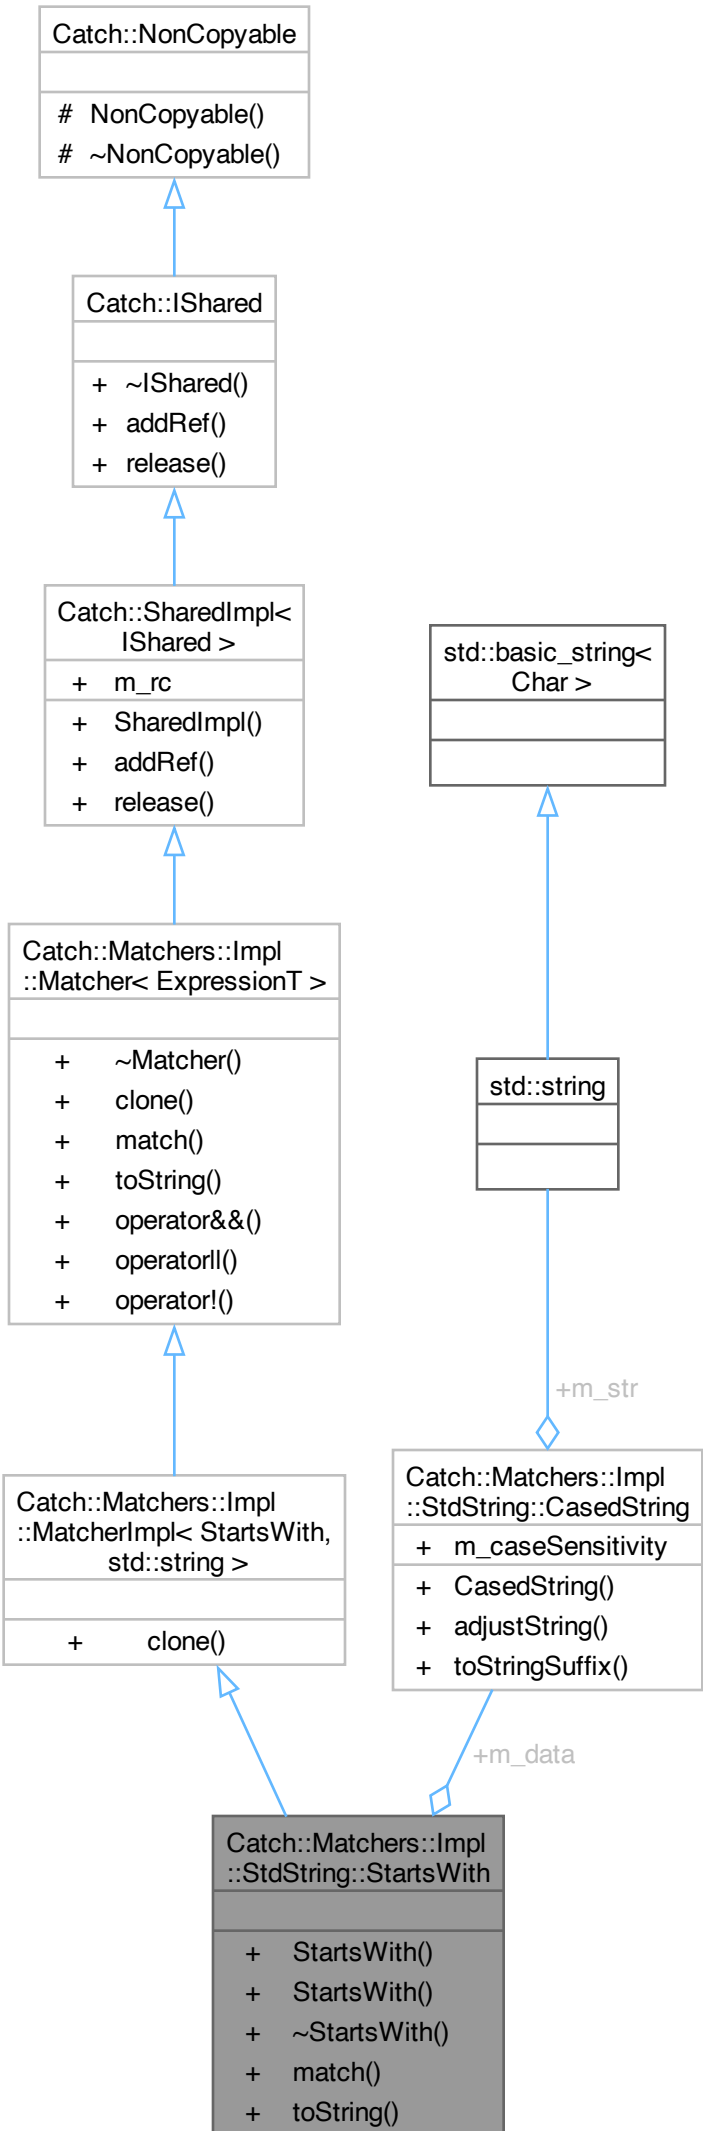 Catch::NonCopyable
# NonCopyable()
# ~NonCopyable()
Catch::IShared
+ ~IShared()
+ addRef()
+ release()
Catch::SharedImpl<
IShared >
+ m_rc
+ SharedImpl()
+ addRef()
+ release()
std::basic_string<
Char >
Catch::Matchers::Impl
::Matcher< ExpressionT >
+ ~Matcher()
+ clone()
+ match()
+ toString()
+ operator&&()
+ operator||()
+ operator!()
std::string
+m_str
Catch::Matchers::Impl
::MatcherImpl< StartsWith,
std::string >
+ clone()
Catch::Matchers::Impl
::StdString::CasedString
+ m_caseSensitivity
+ CasedString()
+ adjustString()
+ toStringSuffix()
+m_data
Catch::Matchers::Impl
::StdString::StartsWith
+ StartsWith()
+ StartsWith()
+ ~StartsWith()
+ match()
+ toString()